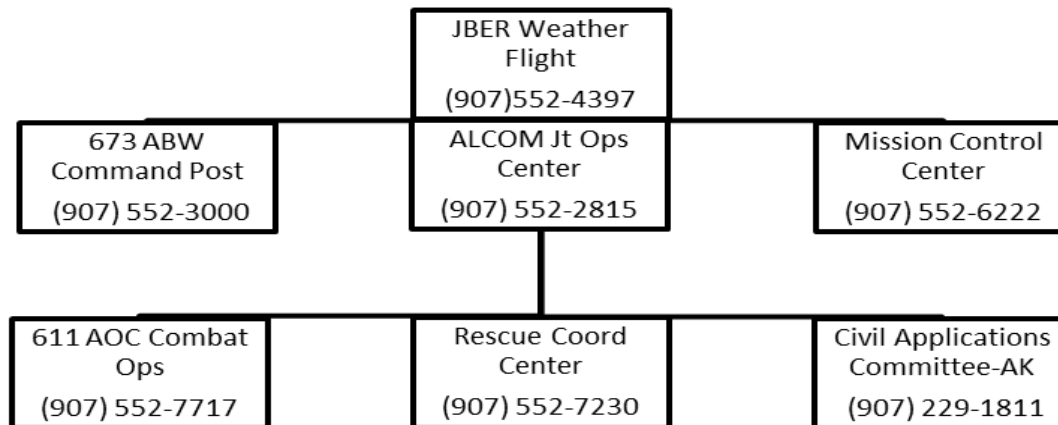 JBER Weather
Flight
(907)552-4397
673 ABW
Command Post
(907) 552-3000
ALCOM Jt Ops
Center
(907) 552-2815
Mission Control
Center
(907) 552-6222
611 AOC Combat
Ops
(907) 552-7717
Rescue Coord
Center
(907) 552-7230
Civil Applications
Committee-AK
(907) 229-1811